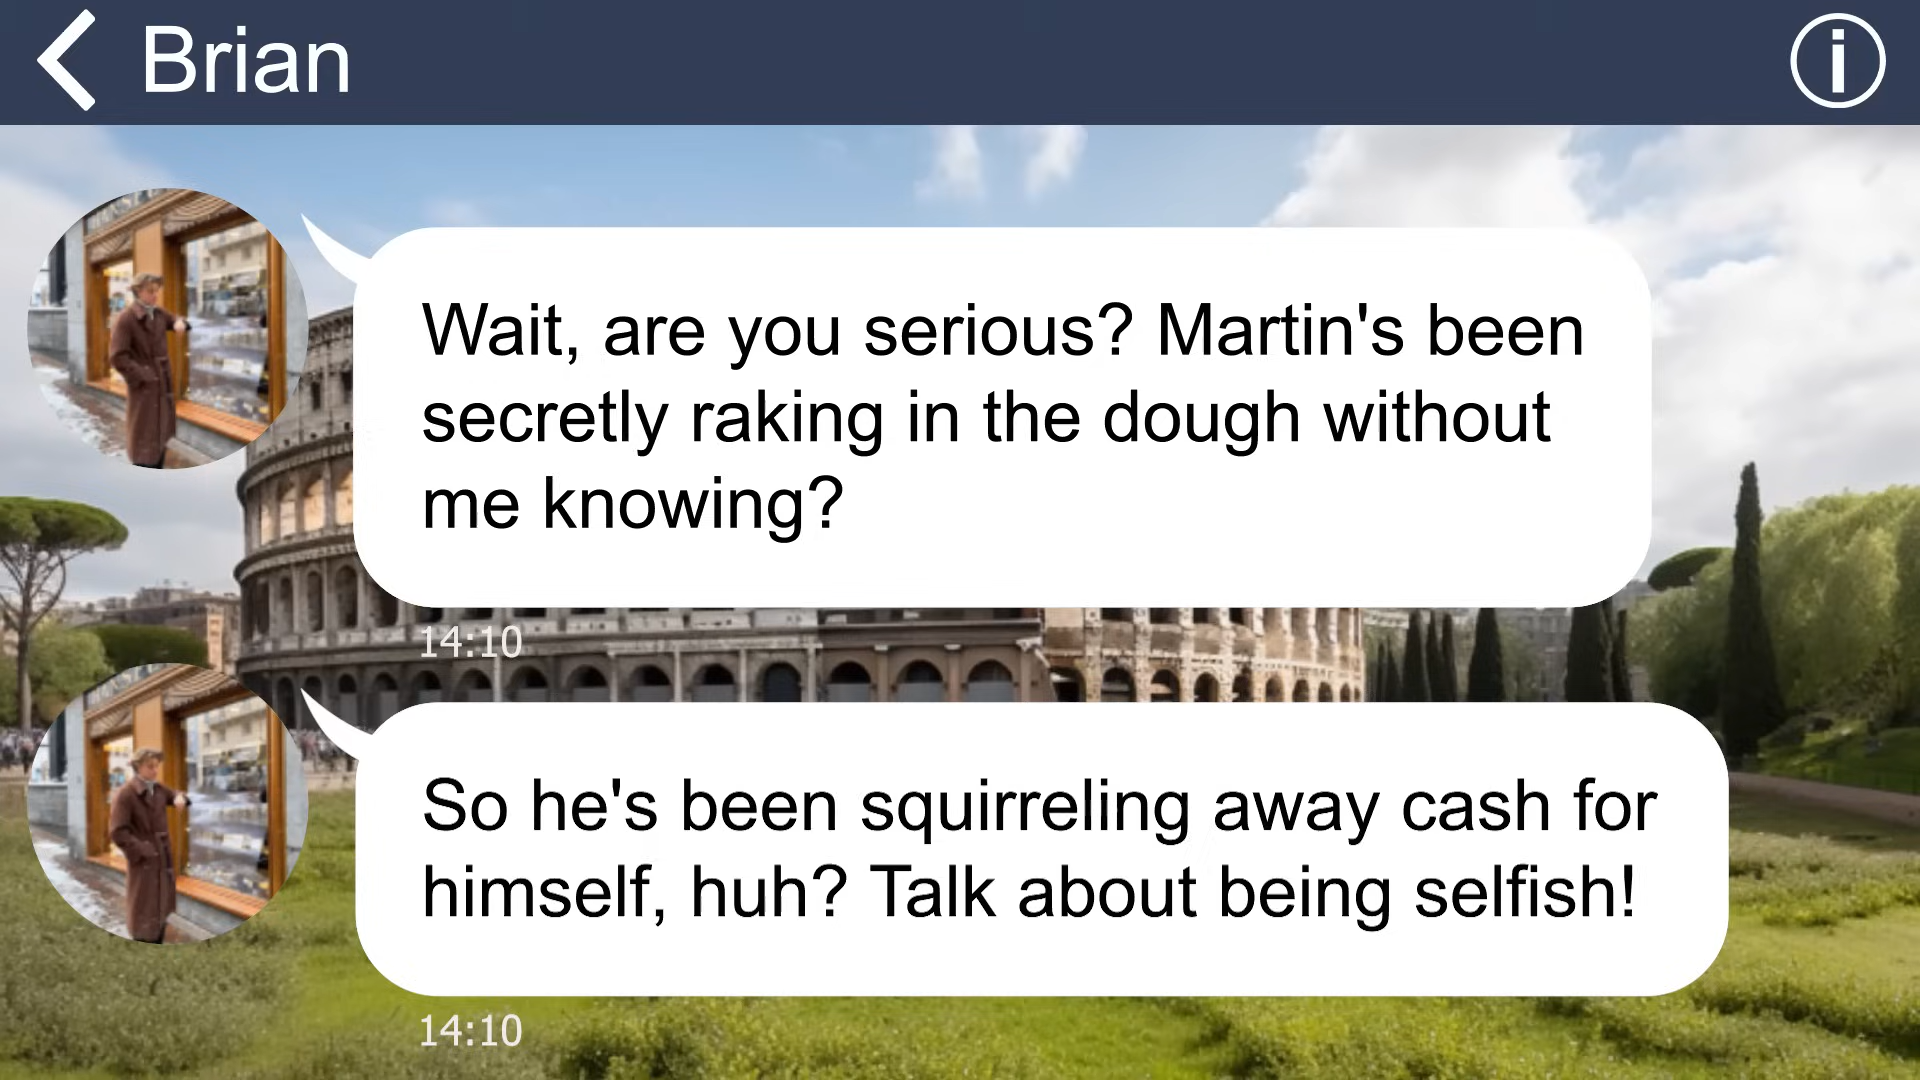 Brian
Wait, are you serious? Martin's been
secretly raking in the dough without
me knowing?
14:10
So he's been squirreling away cash for
himself, huh? Talk about being selfish!
14:10